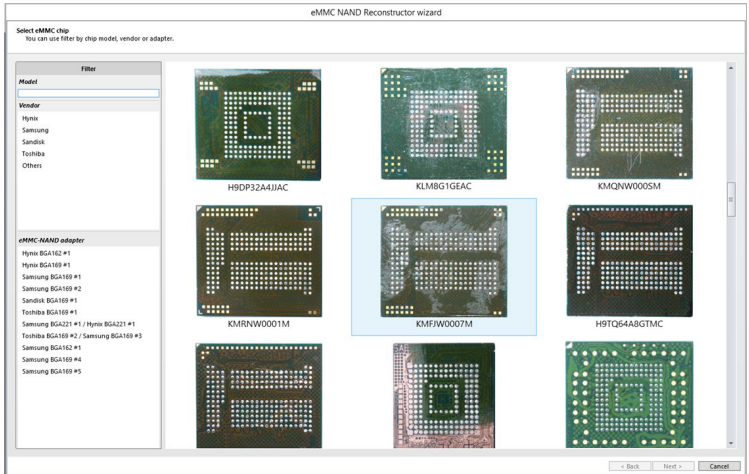 eMMC NAND Reconstructor wizard
Select eMMC chip
You can use filter by chip model, vendor or adapter.
Filter
Model
Vendor
Hynix
Samsung
Sandisk
Toshiba
Others
eMMC-NAND adapter
Hynix BGA162 #1
Hynix BGA169 #1
Samsung BGA169 #1
Samsung BGA169 #2
Sandisk BGA169 #1
Toshiba BGA169 #1
Samsung BGA221 #1 / Hynix BGA221 #1
Toshiba BGA169 #2 / Samsung BGA169 #3
Samsung BGA162 #1
Samsung BGA169 #4
Samsung BGA169 #5
H9DP32A4JJAC
KLM8G1GEAC
KMQNW000SM
KMRNW0001M
KMFJW0007M
H9TQ64A8GTMC
< Back
Next >
Cancel